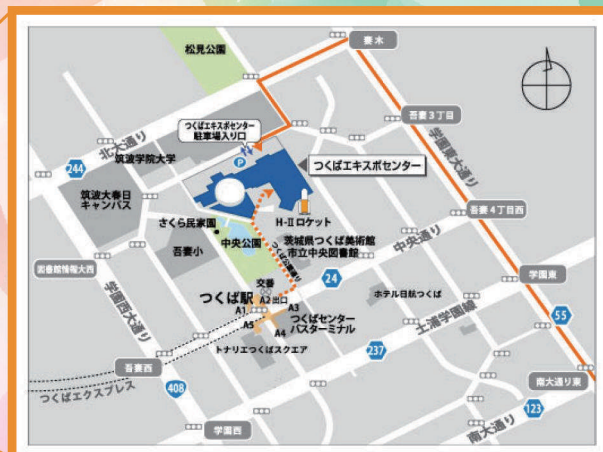 松見公園
妻木
つくばエキスポセンター
駐車場入り口
P
吾妻3丁目
北大通り
学園東大通り
244
筑波学院大学
つくばエキスポセンター
筑波大春日
キャンパス
吾妻4丁目西
さくら民家園
H-Ⅱロケット
中央公園
茨城県つくば美術館
市立中央図書館
中央通り
吾妻小
つくば公園通り
図書館情報大西
交番
24
学園東
つくば駅
A2出口
A1
A3
ホテル日航つくば
学園西大通り
つくばセンター
バスターミナル
土浦学園線
55
A5
A4
トナリエつくばスクエア
237
吾妻西
南大通り東
つくばエクスプレス
408
123
学園西
南大通り